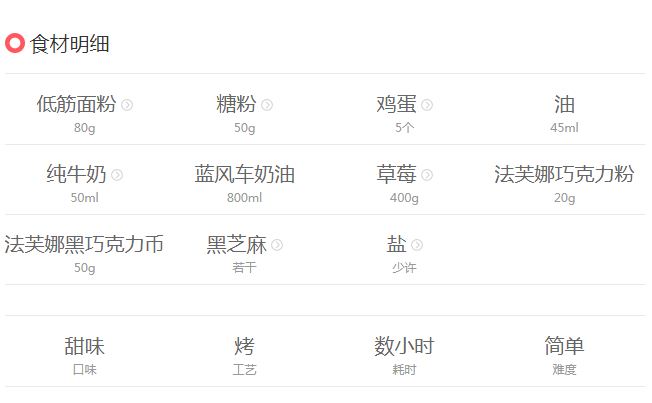 食材明细
低筋面粉 糖粉 鸡蛋 油
80g 50g 5个 45ml
纯牛奶 蓝风车奶油 草莓 法芙娜巧克力粉
50ml 800ml 400g 20g
法芙娜黑巧克力币 黑芝麻 盐
50g 若干 少许
甜味 烤 数小时 简单
口味 工艺 耗时 难度